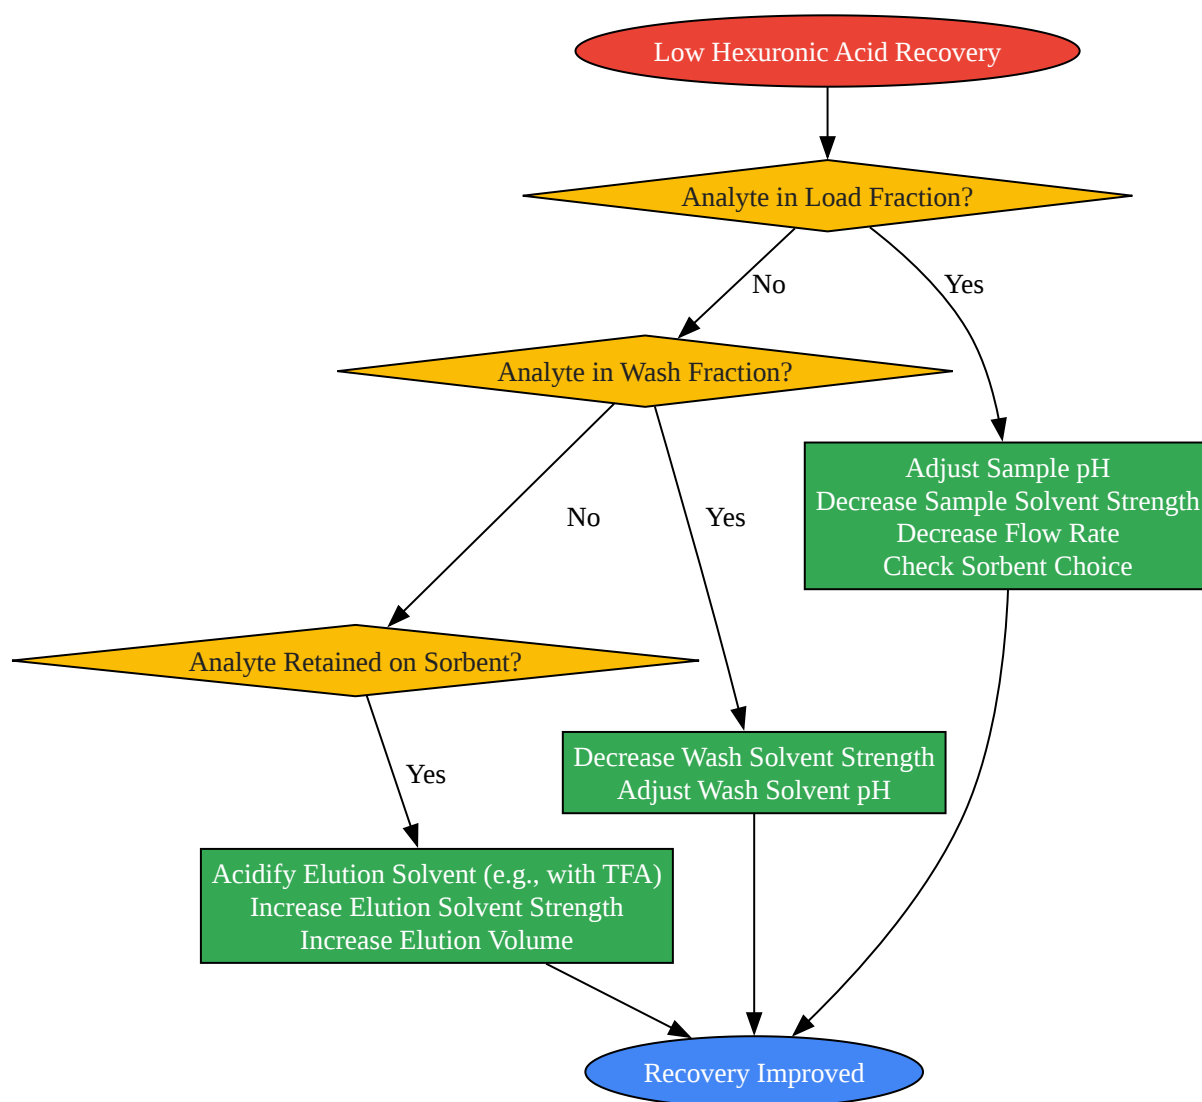 Low Hexuronic Acid Recovery
Analyte in Load Fraction?
No
Yes
Analyte in Wash Fraction?
Adjust Sample pH
Decrease Sample Solvent Strength
Decrease Flow Rate
Check Sorbent Choice
No
Yes
Analyte Retained on Sorbent?
Decrease Wash Solvent Strength
Adjust Wash Solvent pH
Yes
Acidify Elution Solvent (e.g., with TFA)
Increase Elution Solvent Strength
Increase Elution Volume
Recovery Improved